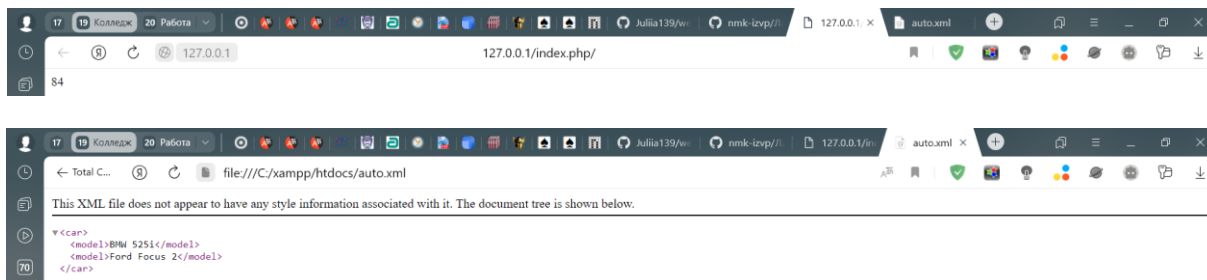 17 19 Колледж 20 Работа Juliia139/we nmk-izvp//Л 127.0.0.1/ auto.xml
127.0.0.1 127.0.0.1/index.php/
84
17 19 Колледж 20 Работа Juliia139/we nmk-izvp//Л 127.0.0.1/in auto.xml
← Total C... Я file:///C:/xampp/htdocs/auto.xml
This XML file does not appear to have any style information associated with it. The document tree is shown below.
▼<car>
<model>BMW 525i</model>
<model>Ford Focus 2</model>
</car>
70